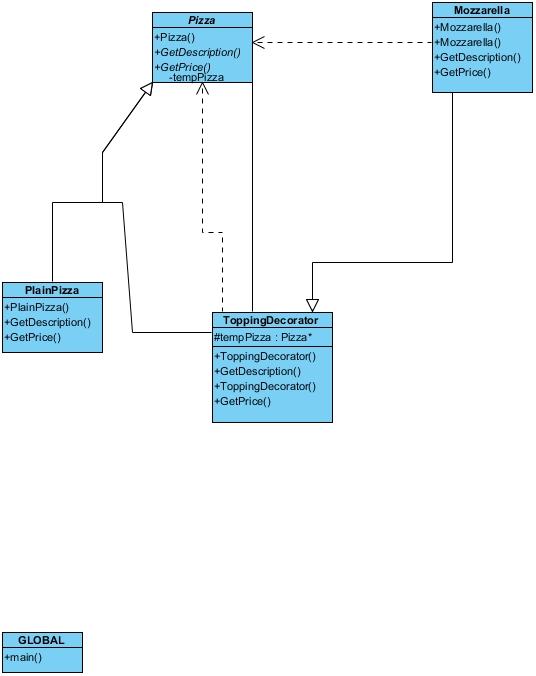 Pizza
+Pizza()
+GetDescription()
+GetPrice()
-tempPizza
Mozzarella
+Mozzarella()
+Mozzarella()
+GetDescription()
+GetPrice()
PlainPizza
+PlainPizza()
+GetDescription()
+GetPrice()
ToppingDecorator
#tempPizza : Pizza*
+ToppingDecorator()
+GetDescription()
+ToppingDecorator()
+GetPrice()
GLOBAL
+main()